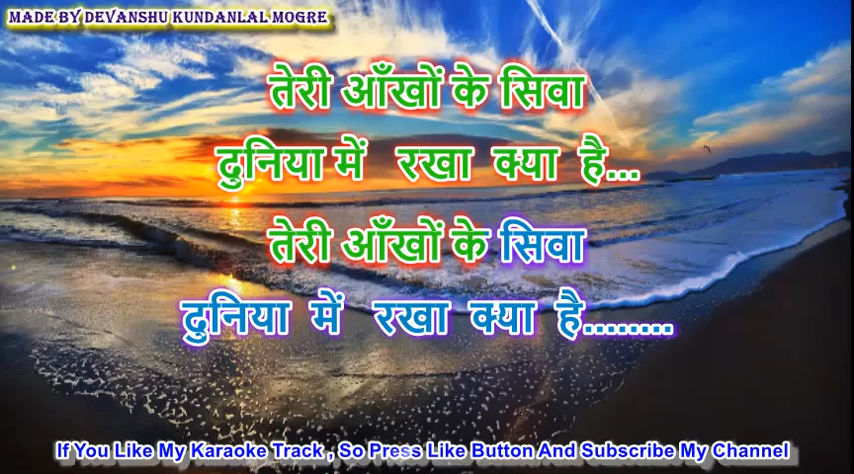 MADE BY DEVANSHU KUNDANLAL MOGRE
तेरी आँखों के सिवा
दुनिया में रखा क्या है...
तेरी आँखों के सिवा
दुनिया में रखा क्या है........
If You Like My Karaoke Track , So Press Like Button And Subscribe My Channel